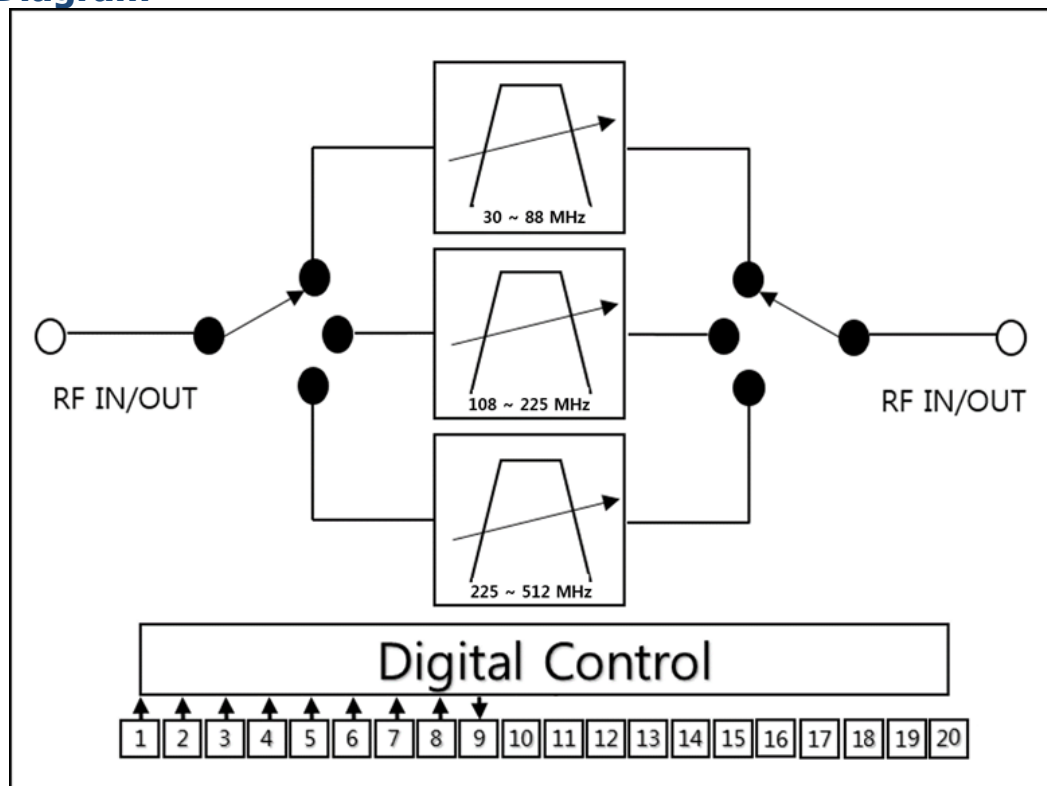 Diagram
30 ~ 88 MHz
108 ~ 225 MHz
RF IN/OUT
RF IN/OUT
225 ~ 512 MHz
Digital Control
1 2 3 4 5 6 7 8 9 10 11 12 13 14 15 16 17 18 19 20